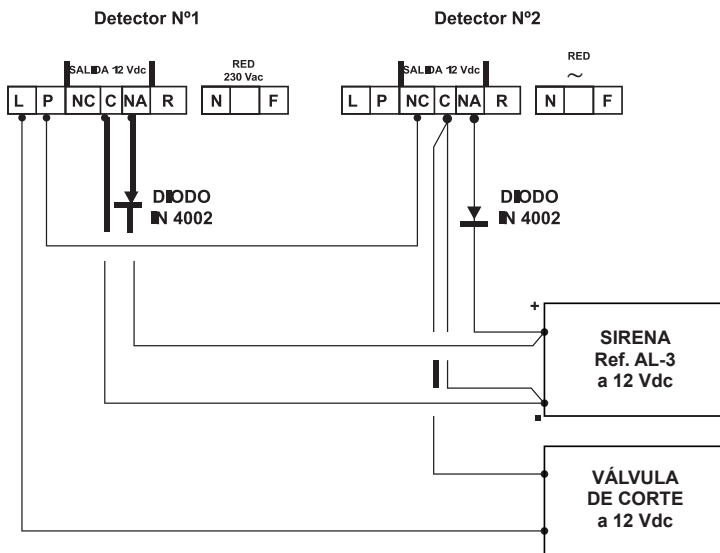 Detector Nº1
Detector Nº2
SALIDA 12 Vdc
RED
230 Vac
SALIDA 12 Vdc
RED
~
L P NC C NA R
N F
L P NC C NA R
N F
DIODO
IN 4002
DIODO
IN 4002
+
SIRENA
Ref. AL-3
a 12 Vdc
VÁLVULA
DE CORTE
a 12 Vdc